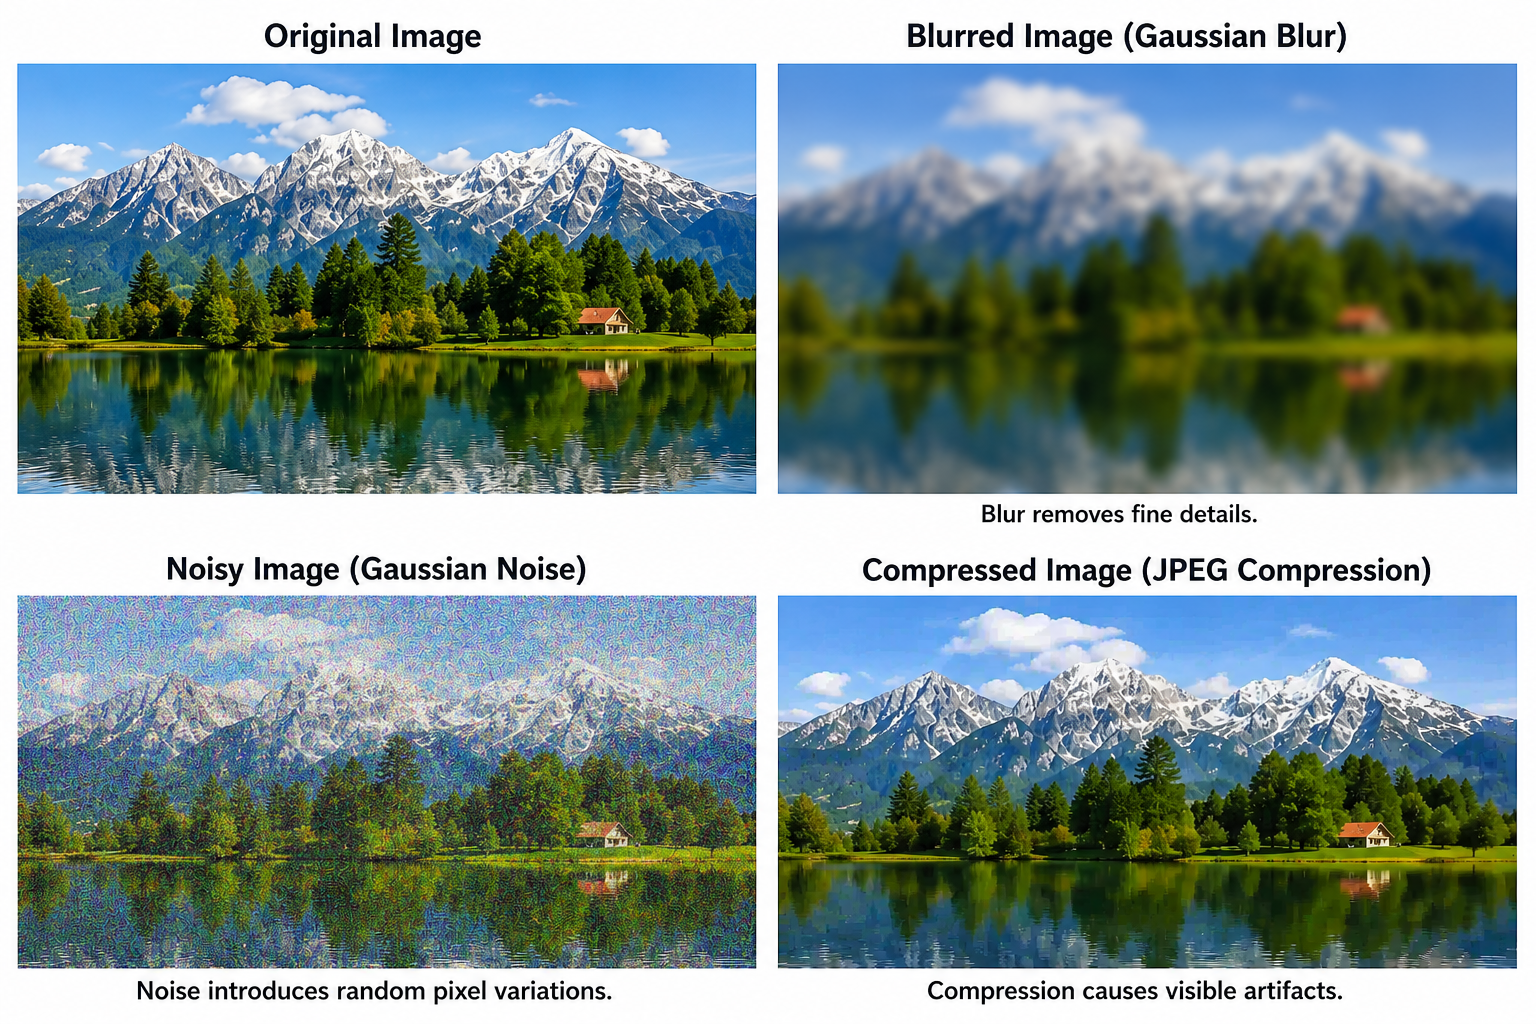 Original Image
Blurred Image (Gaussian Blur)
Blur removes fine details.
Noisy Image (Gaussian Noise)
Compressed Image (JPEG Compression)
Noise introduces random pixel variations.
Compression causes visible artifacts.